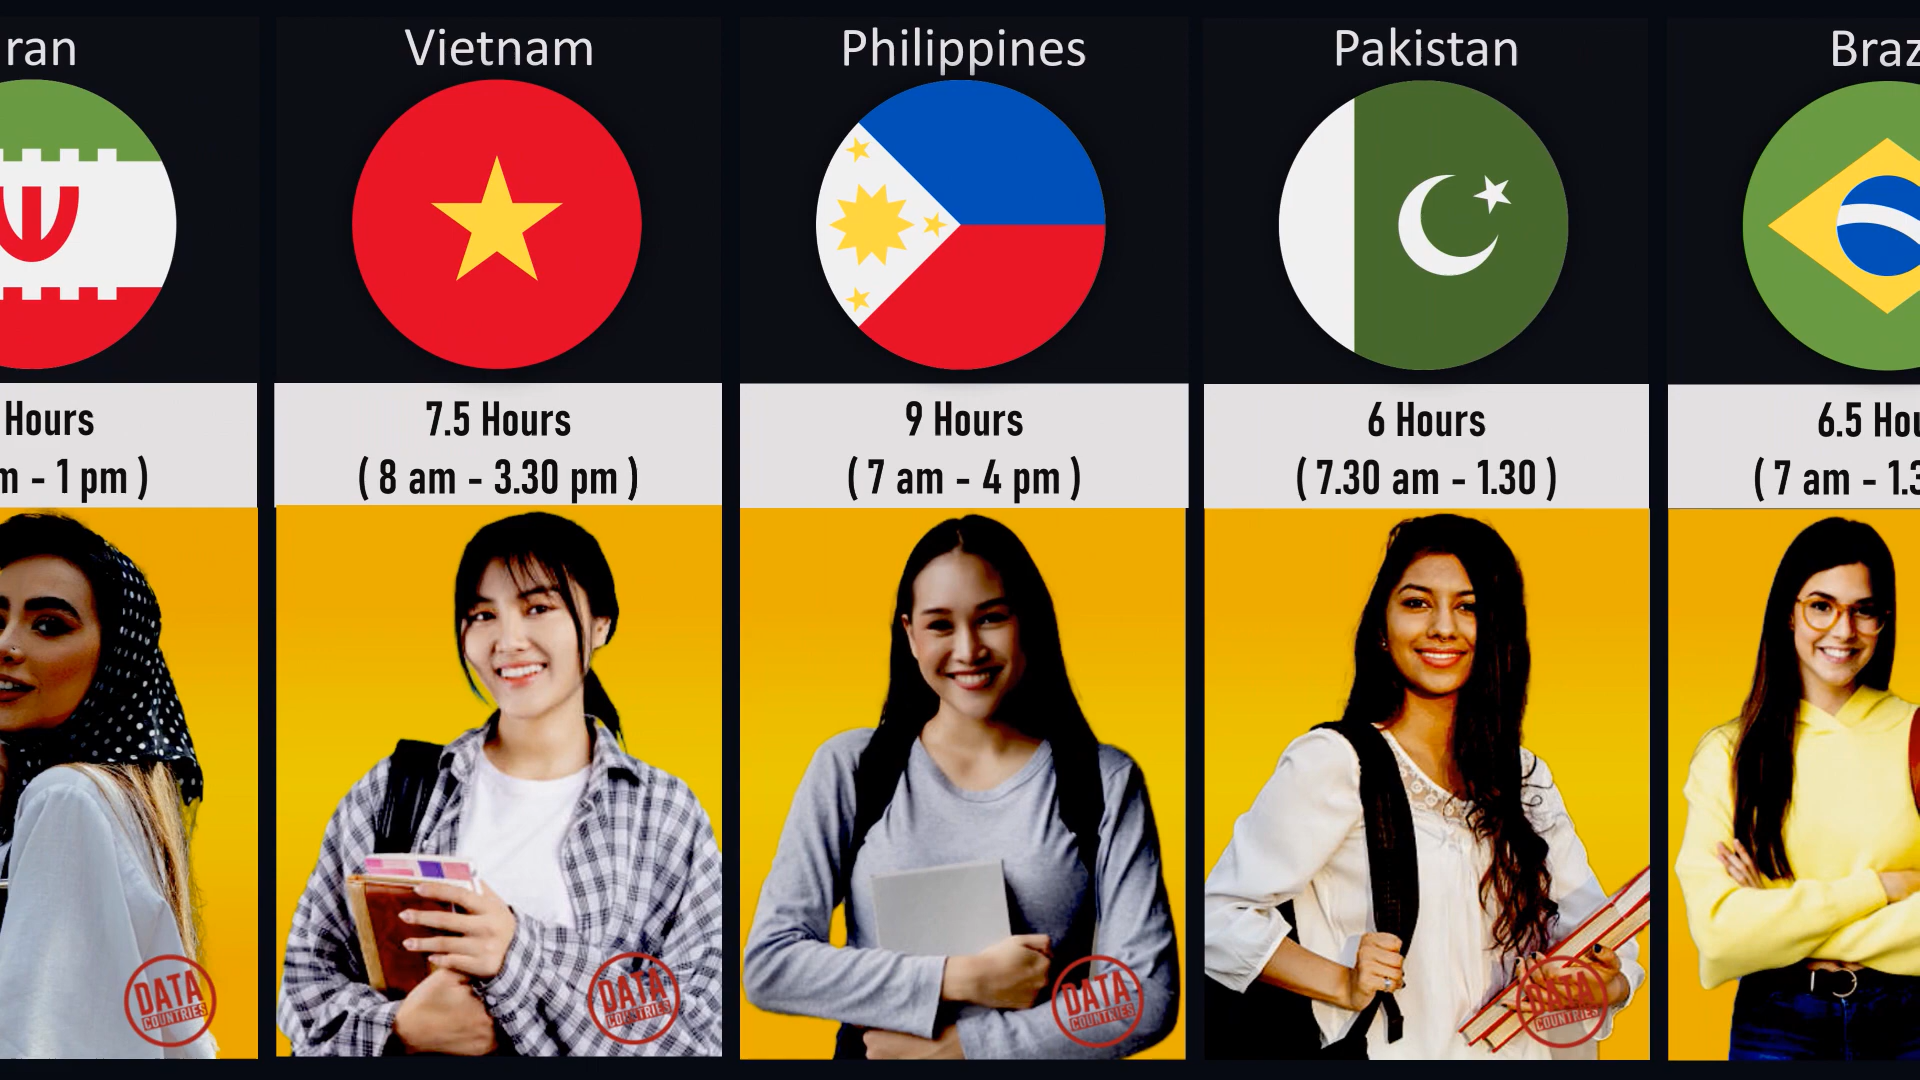 ran
Hours
m - 1 pm )
Vietnam
7.5 Hours
( 8 am - 3.30 pm )
Philippines
9 Hours
( 7 am - 4 pm )
Pakistan
6 Hours
( 7.30 am - 1.30 )
Braz
6.5 Hou
( 7 am - 1.3
DATA
COUNTRIES
DATA
COUNTRIES
DATA
COUNTRIES
DATA
COUNTRIES